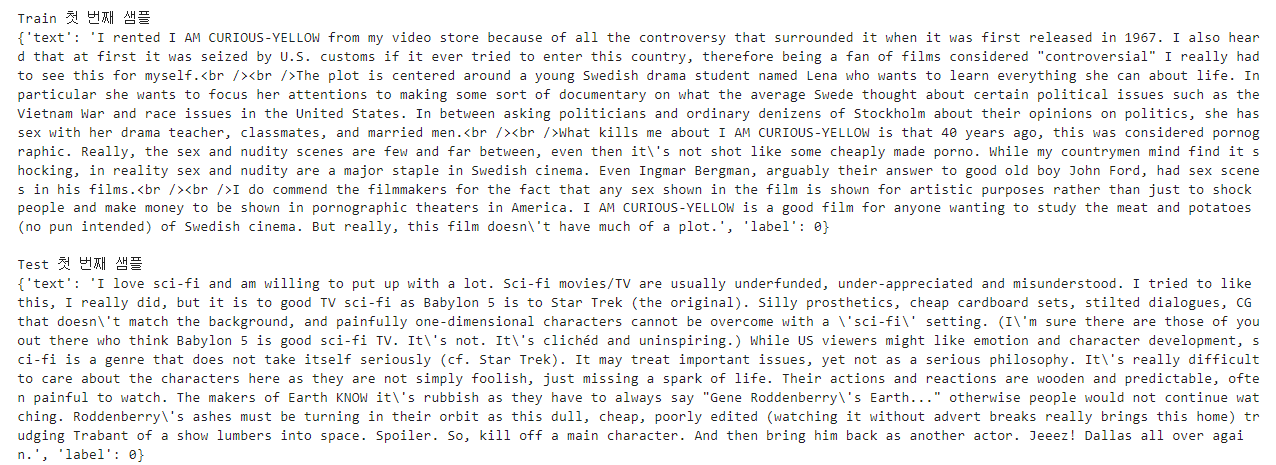 Train 첫 번째 샘플
{'text': 'I rented I AM CURIOUS-YELLOW from my video store because of all the controversy that surrounded it when it was first released in 1967. I also hear
d that at first it was seized by U.S. customs if it ever tried to enter this country, therefore being a fan of films considered "controversial" I really had
to see this for myself.<br /><br />The plot is centered around a young Swedish drama student named Lena who wants to learn everything she can about life. In
particular she wants to focus her attentions to making some sort of documentary on what the average Swede thought about certain political issues such as the
Vietnam War and race issues in the United States. In between asking politicians and ordinary denizens of Stockholm about their opinions on politics, she has
sex with her drama teacher, classmates, and married men.<br /><br />What kills me about I AM CURIOUS-YELLOW is that 40 years ago, this was considered pornog
raphic. Really, the sex and nudity scenes are few and far between, even then it\'s not shot like some cheaply made porno. While my countrymen mind find it s
hocking, in reality sex and nudity are a major staple in Swedish cinema. Even Ingmar Bergman, arguably their answer to good old boy John Ford, had sex scene
s in his films.<br /><br />I do commend the filmmakers for the fact that any sex shown in the film is shown for artistic purposes rather than just to shock
people and make money to be shown in pornographic theaters in America. I AM CURIOUS-YELLOW is a good film for anyone wanting to study the meat and potatoes
(no pun intended) of Swedish cinema. But really, this film doesn\'t have much of a plot.', 'label': 0}
Test 첫 번째 샘플
{'text': 'I love sci-fi and am willing to put up with a lot. Sci-fi movies/TV are usually underfunded, under-appreciated and misunderstood. I tried to like
this, I really did, but it is to good TV sci-fi as Babylon 5 is to Star Trek (the original). Silly prosthetics, cheap cardboard sets, stilted dialogues, CG
that doesn\'t match the background, and painfully one-dimensional characters cannot be overcome with a \'sci-fi\' setting. (I\'m sure there are those of you
out there who think Babylon 5 is good sci-fi TV. It\'s not. It\'s clichéd and uninspiring.) While US viewers might like emotion and character development, s
ci-fi is a genre that does not take itself seriously (cf. Star Trek). It may treat important issues, yet not as a serious philosophy. It\'s really difficult
to care about the characters here as they are not simply foolish, just missing a spark of life. Their actions and reactions are wooden and predictable, ofte
n painful to watch. The makers of Earth KNOW it\'s rubbish as they have to always say "Gene Roddenberry\'s Earth..." otherwise people would not continue wat
ching. Roddenberry\'s ashes must be turning in their orbit as this dull, cheap, poorly edited (watching it without advert breaks really brings this home) tr
udging Trabant of a show lumbers into space. Spoiler. So, kill off a main character. And then bring him back as another actor. Jeeez! Dallas all over agai
n.', 'label': 0}